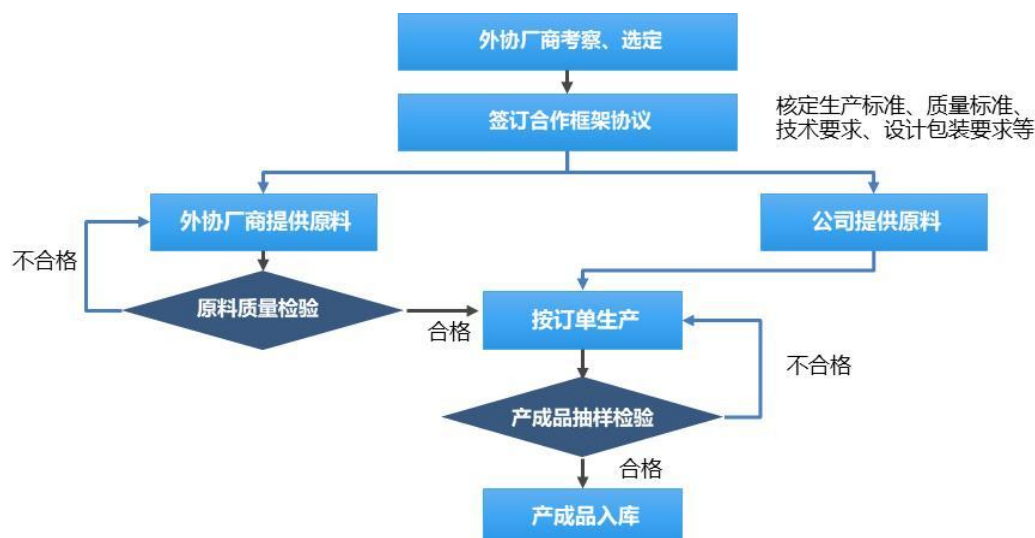 外协厂商考察、选定
签订合作框架协议
核定生产标准、质量标准、
技术要求、设计包装要求等
外协厂商提供原料
公司提供原料
不合格
原料质量检验
合格
按订单生产
不合格
产成品抽样检验
合格
产成品入库